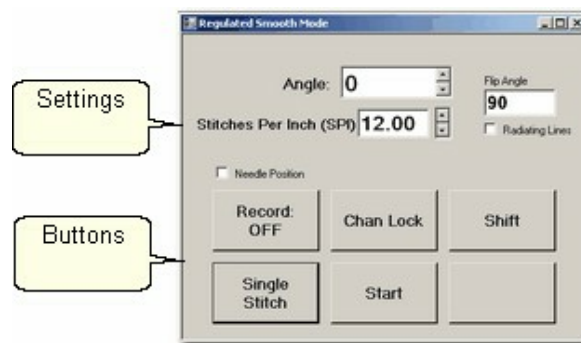 Regulated Smooth Mode
Settings
Angle: 0
Flip Angle
90
Stitches Per Inch (SPI) 12.00
Radiating Lines
Needle Position
Buttons
Record:
OFF
Chan Lock
Shift
Single
Stitch
Start